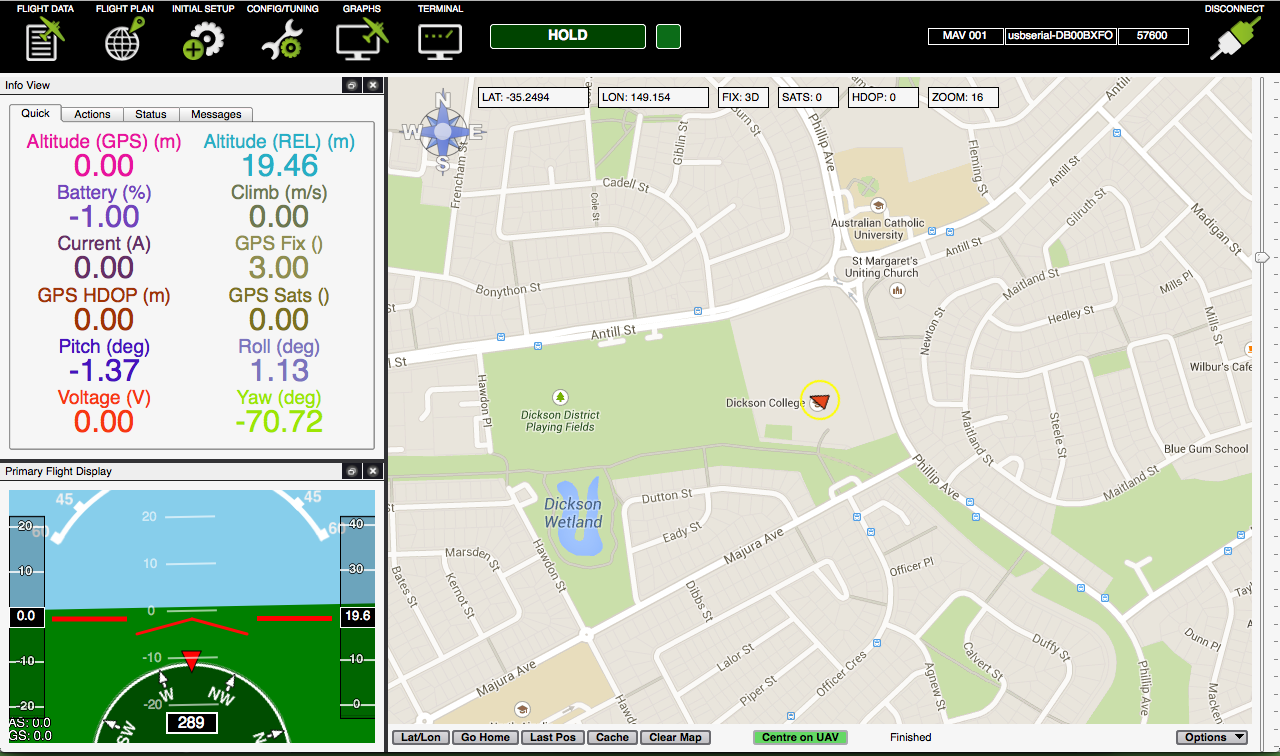 FLIGHT DATA FLIGHT PLAN INITIAL SETUP CONFIG/TUNING GRAPHS TERMINAL DISCONNECT
HOLD
MAV 001 usbserial-DB00BXFO 57600
Info View
Quick Actions Status Messages
Altitude (GPS) (m) Altitude (REL) (m)
0.00 19.46
Battery (%) Climb (m/s)
-1.00 0.00
Current (A) GPS Fix ()
0.00 3.00
GPS HDOP (m) GPS Sats ()
0.00 0.00
Pitch (deg) Roll (deg)
-1.37 1.13
Voltage (V) Yaw (deg)
0.00 -70.72
Primary Flight Display
45 45
60 60
20
10
0
-10
-20
20
10
0.0
-10
-20
40
30
19.6
10
0
W NW
SW N
289
AS: 0.0
GS: 0.0
LAT: -35.2494 LON: 149.154 FIX: 3D SATS: 0 HDOP: 0 ZOOM: 16
N
W E
S
Frencham St
Cadell St
Cole St
Giblin St
Burn St
Phillip Ave
Fleming St
Antill St
Antill St
Gilruth St
Madigan St
Australian Catholic
University
Antill St
St Margaret's
Uniting Church
Maitland St
Mills Pl
Bonython St
Newton St
Hedley St
Mills St
Antill St
l St
Wilbur's Cafe
Hawdon Pl
Dickson District
Playing Fields
Dickson College
Maitland St
Steele St
Blue Gum School
Maitland St
Phillip Ave
Dickson
Wetland
Dutton St
Eady St
Majura Ave
Marsden St
Hawdon St
Bates St
Kernot St
Dibbs St
Officer Pl
Lalor St
Duffy St
Dunn Pl
Calvert St
Majura Ave
Piper St
Officer Cres
Agnew St
Phillip Ave
Lat/Lon Go Home Last Pos Cache Clear Map Centre on UAV Finished Options